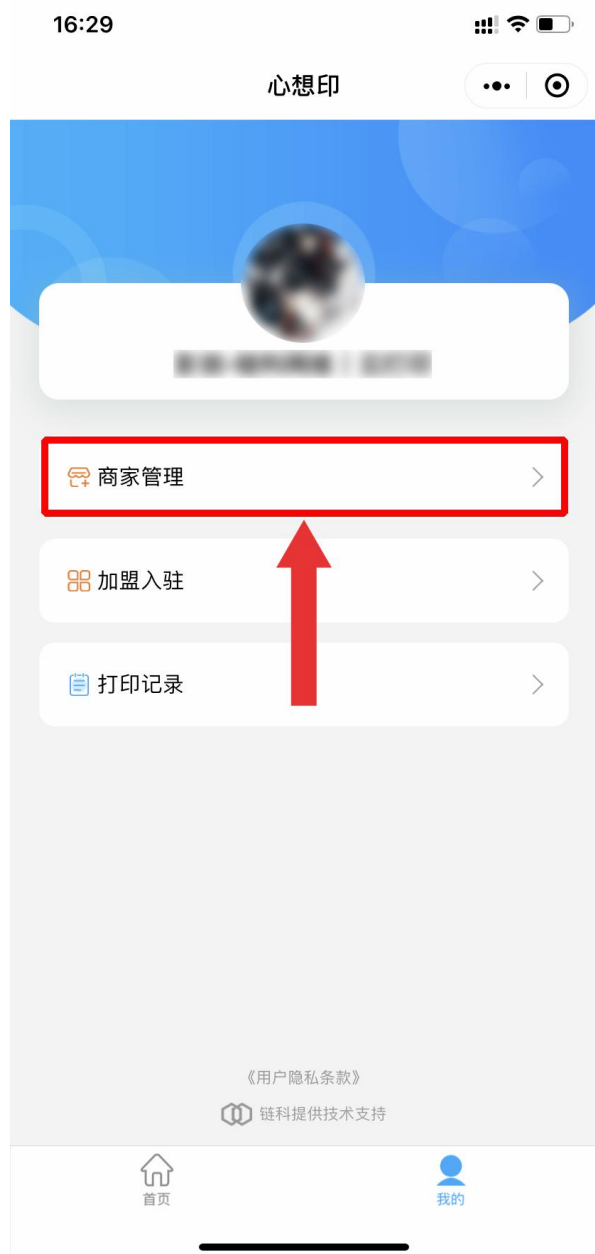 16:29
心想印
商家管理
加盟入驻
打印记录
《用户隐私条款》
链科提供技术支持
首页
我的